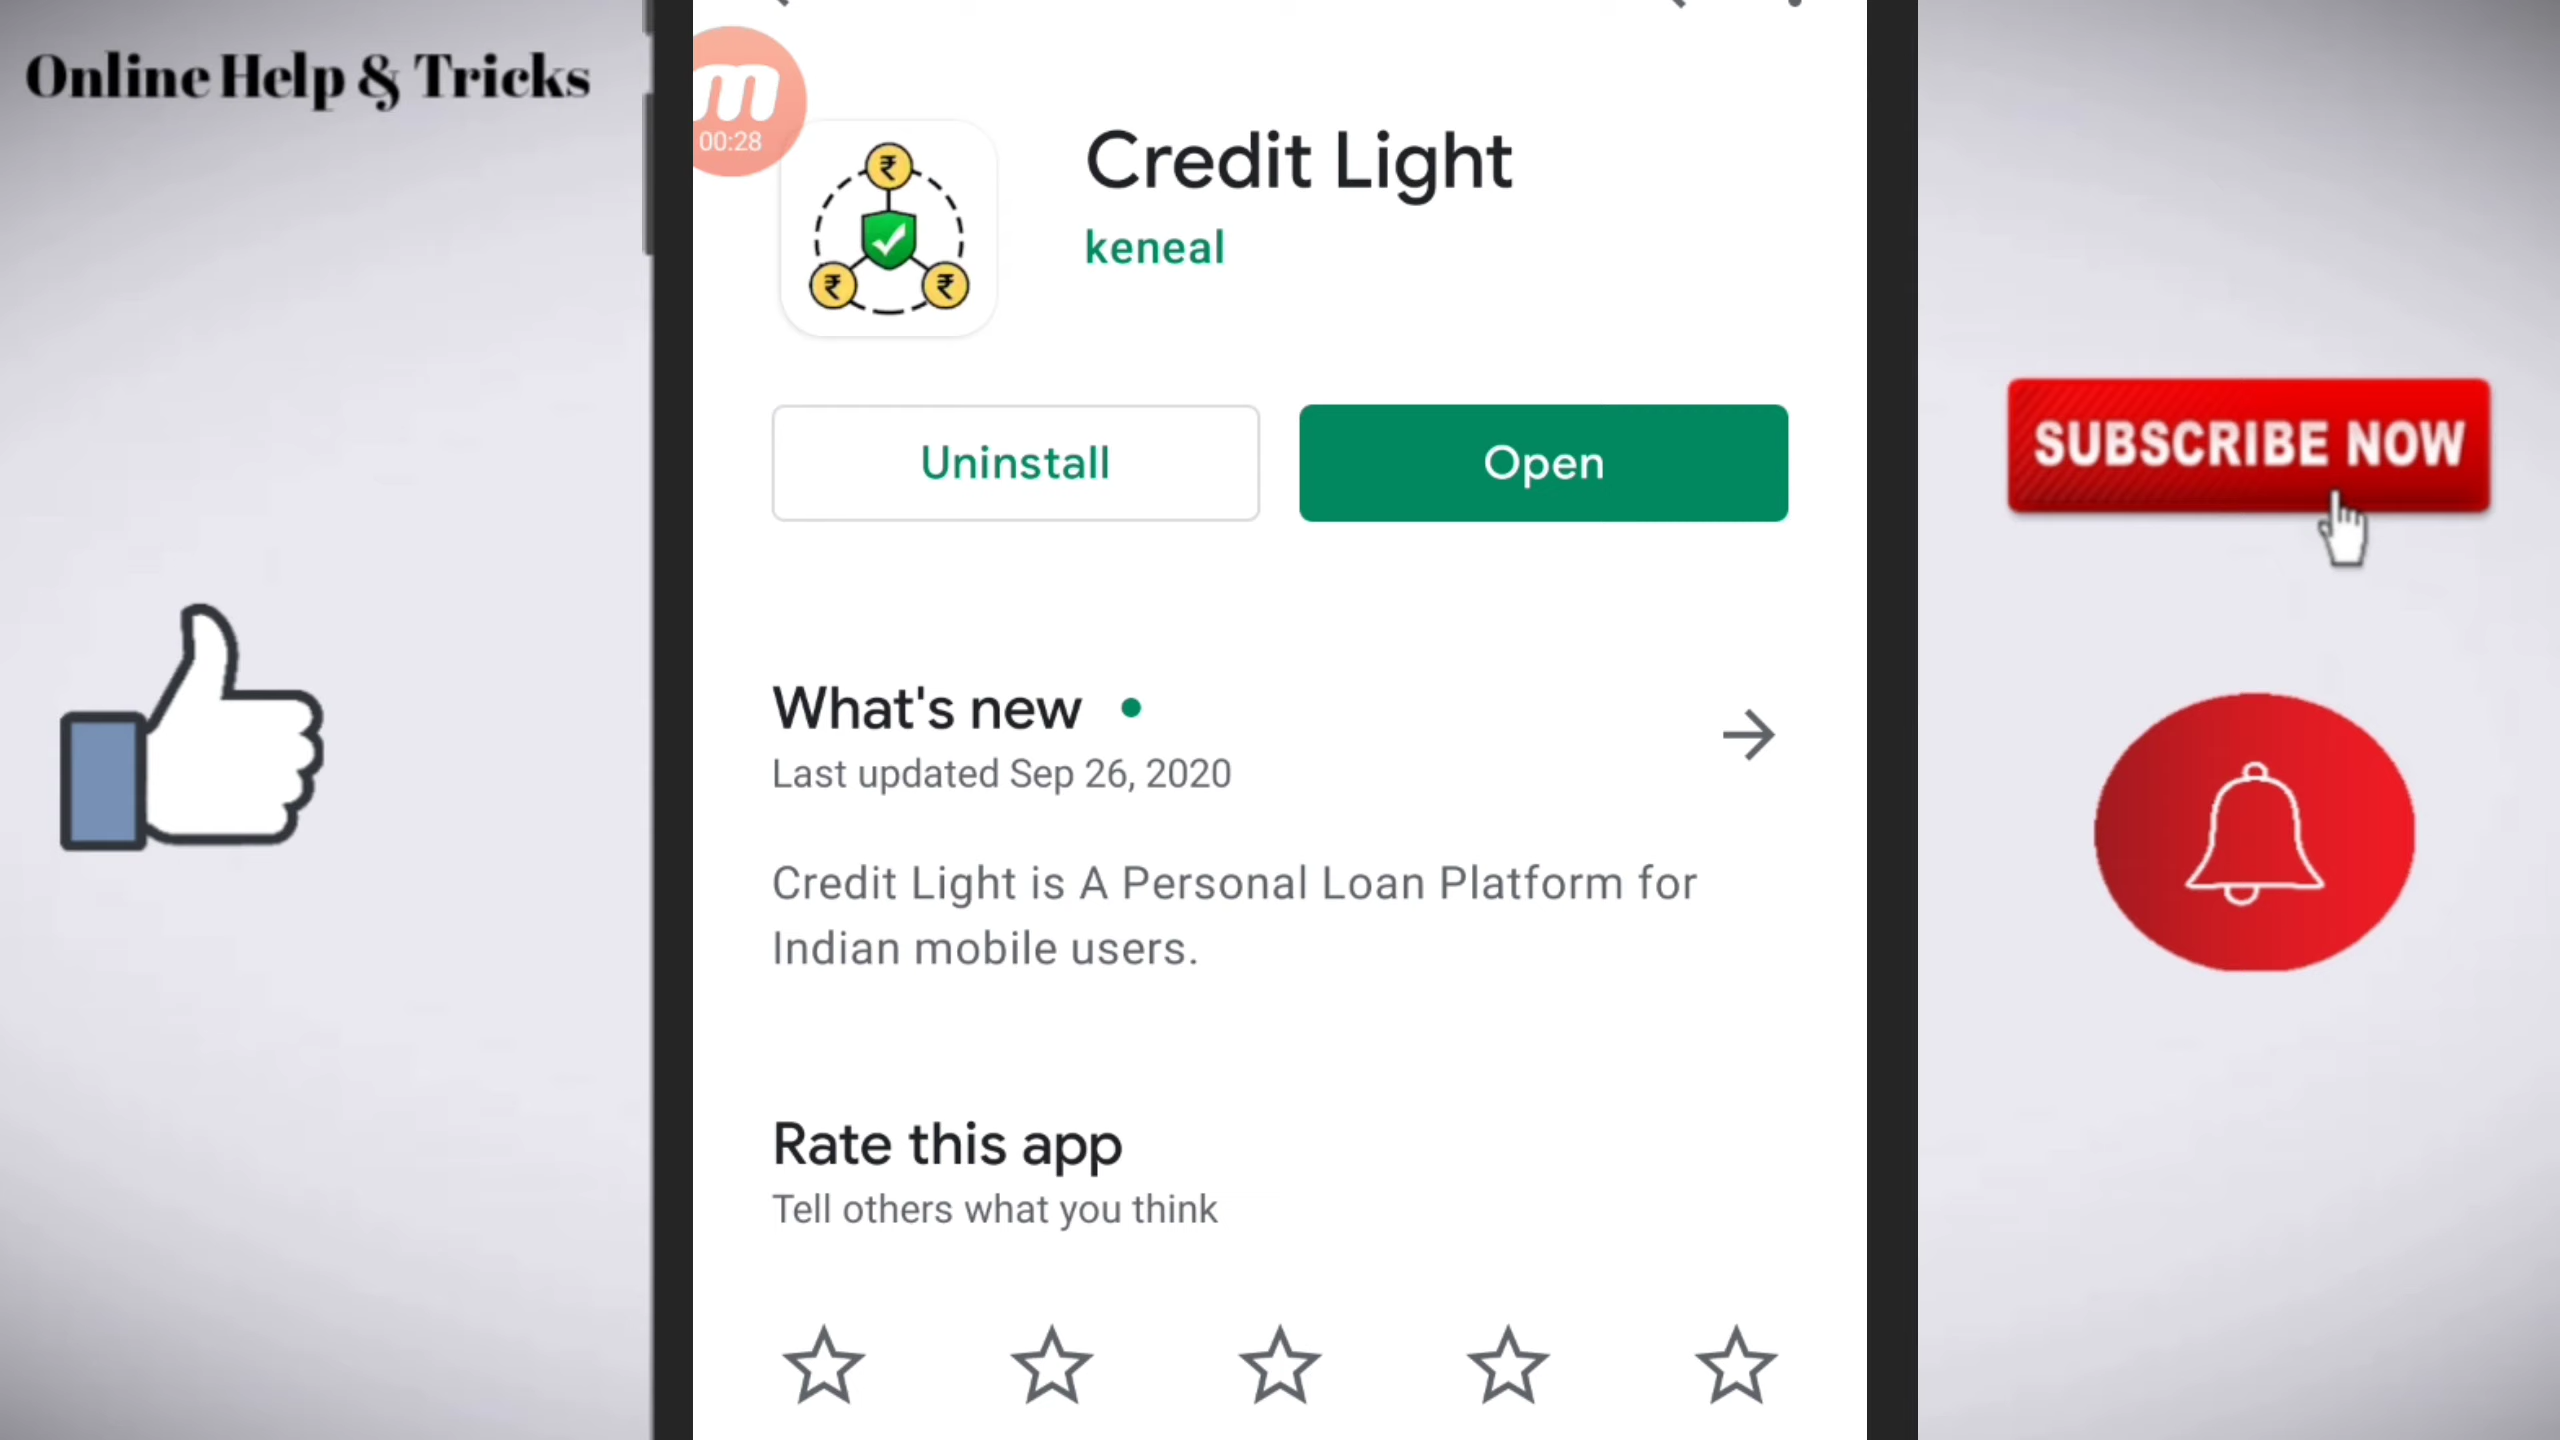 Online Help & Tricks
m
00:28
₹
₹
₹
Credit Light
keneal
Uninstall
Open
SUBSCRIBE NOW
What's new
Last updated Sep 26, 2020
Credit Light is A Personal Loan Platform for
Indian mobile users.
Rate this app
Tell others what you think